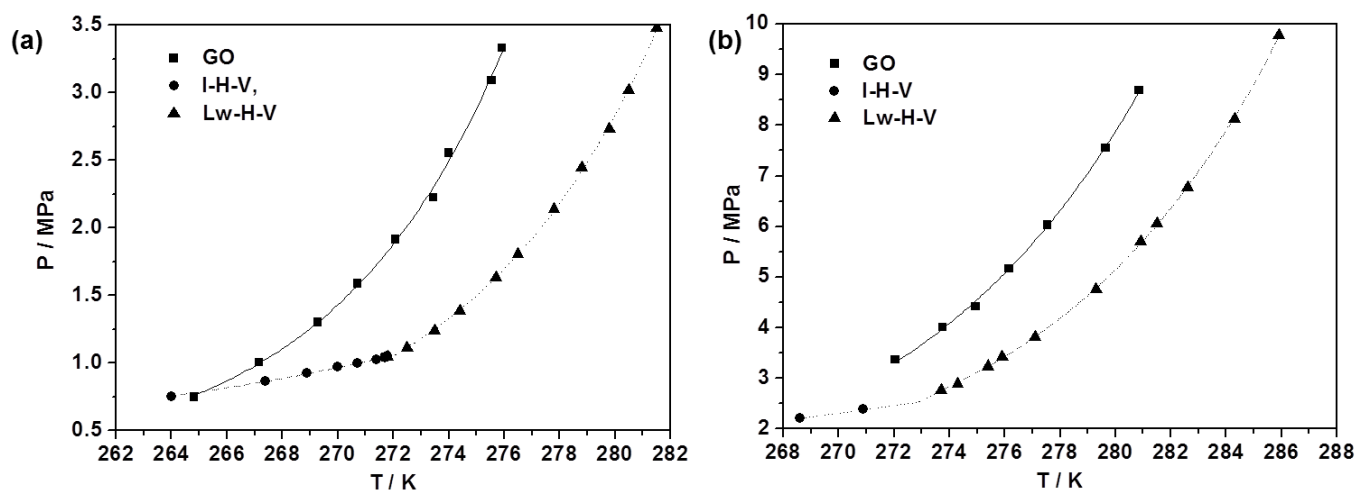 (a)
P / MPa
3.5
3.0
2.5
2.0
1.5
1.0
0.5
GO
I-H-V,
Lw-H-V
262 264 266 268 270 272 274 276 278 280 282
T / K
(b)
P / MPa
10
9
8
7
6
5
4
3
2
GO
I-H-V
Lw-H-V
268 270 272 274 276 278 280 282 284 286 288
T / K